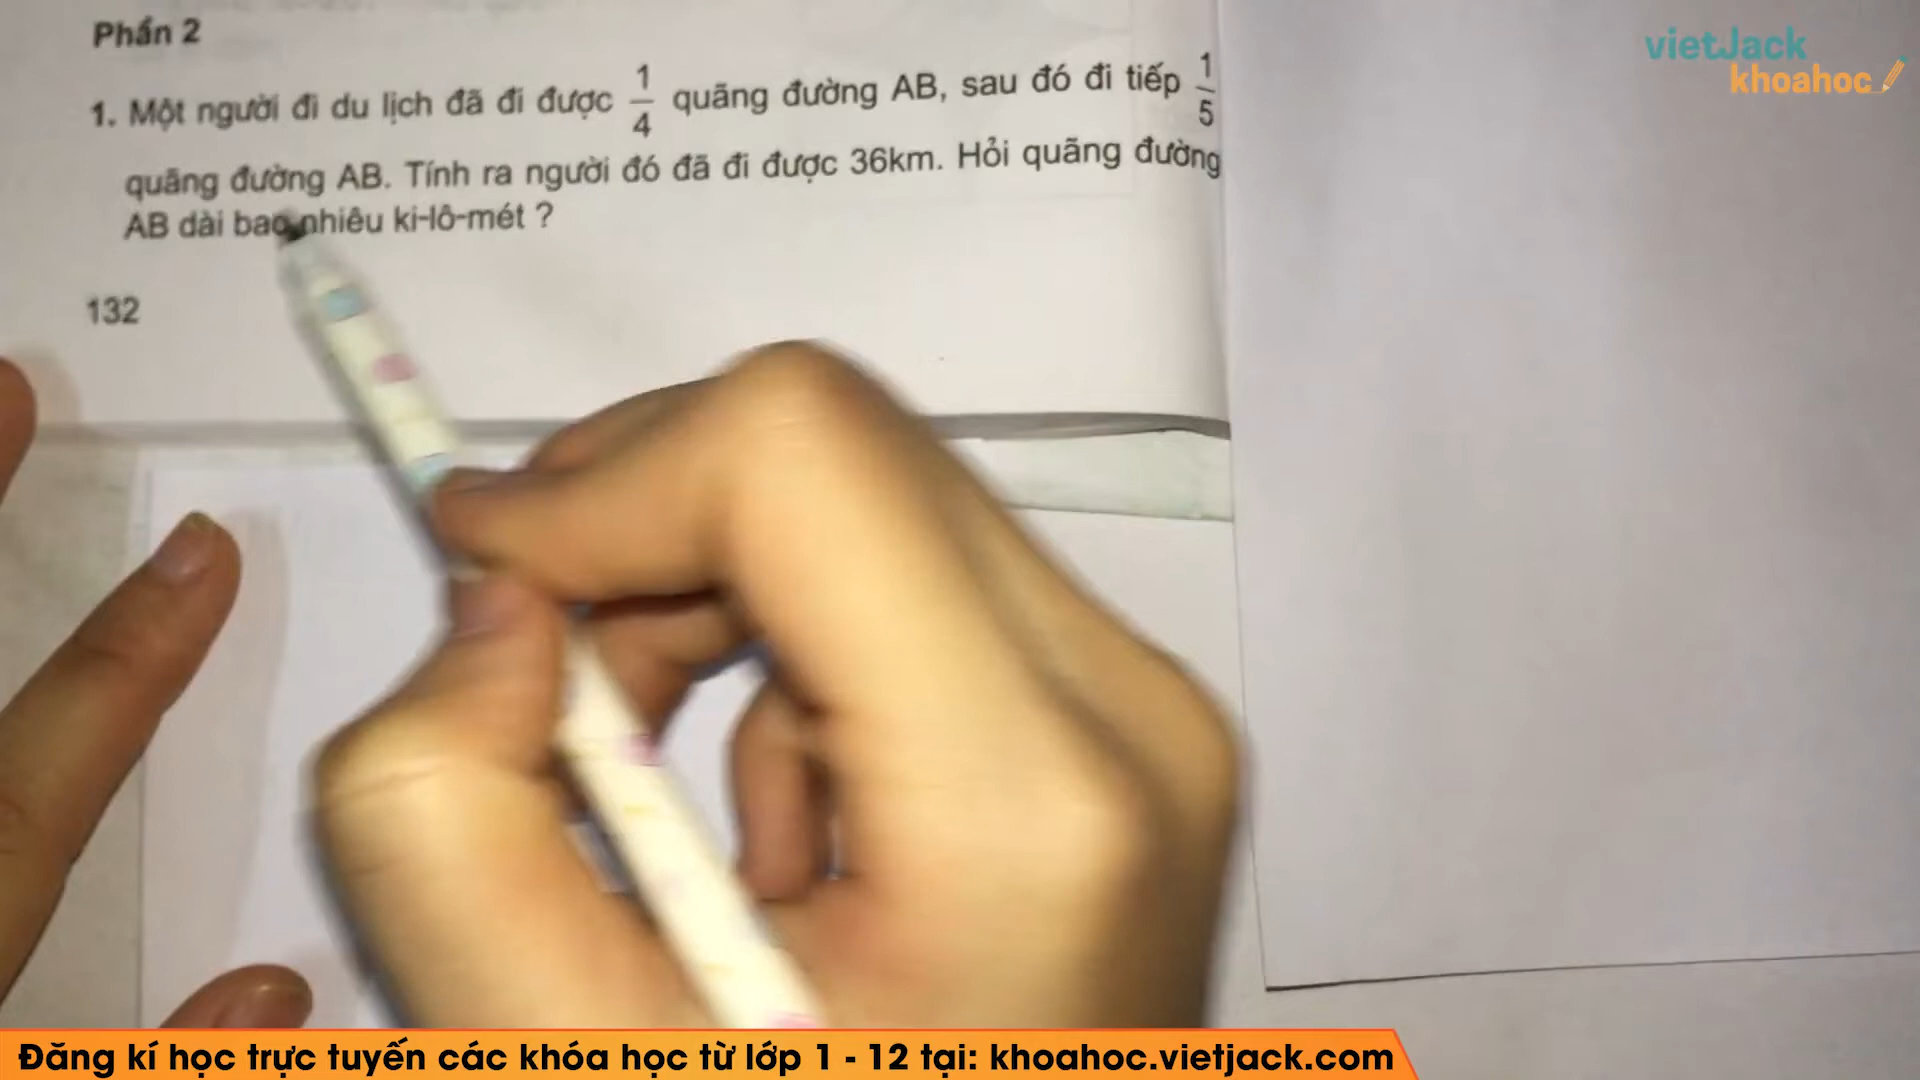 Phần 2
vietJack
khoahoc
1. Một người đi du lịch đã đi được 1/4 quãng đường AB, sau đó đi tiếp 1/5
quãng đường AB. Tính ra người đó đã đi được 36km. Hỏi quãng đường
AB dài bao nhiêu ki-lô-mét ?
132
Đăng kí học trực tuyến các khóa học từ lớp 1 - 12 tại: khoahoc.vietjack.com